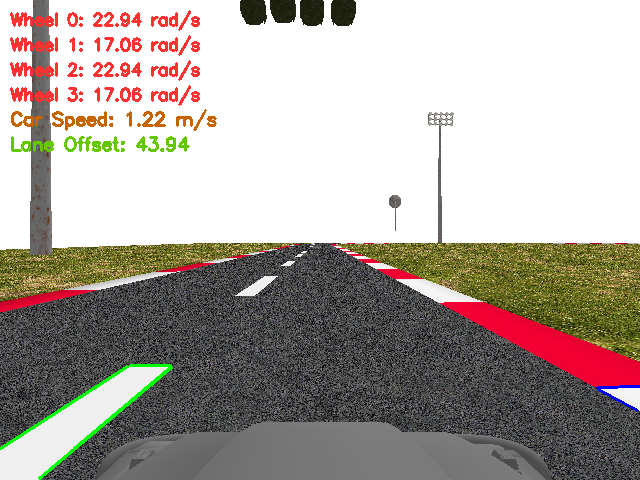 Wheel 0: 22.94 rad/s
Wheel 1: 17.06 rad/s
Wheel 2: 22.94 rad/s
Wheel 3: 17.06 rad/s
Car Speed: 1.22 m/s
Lane Offset: 43.94